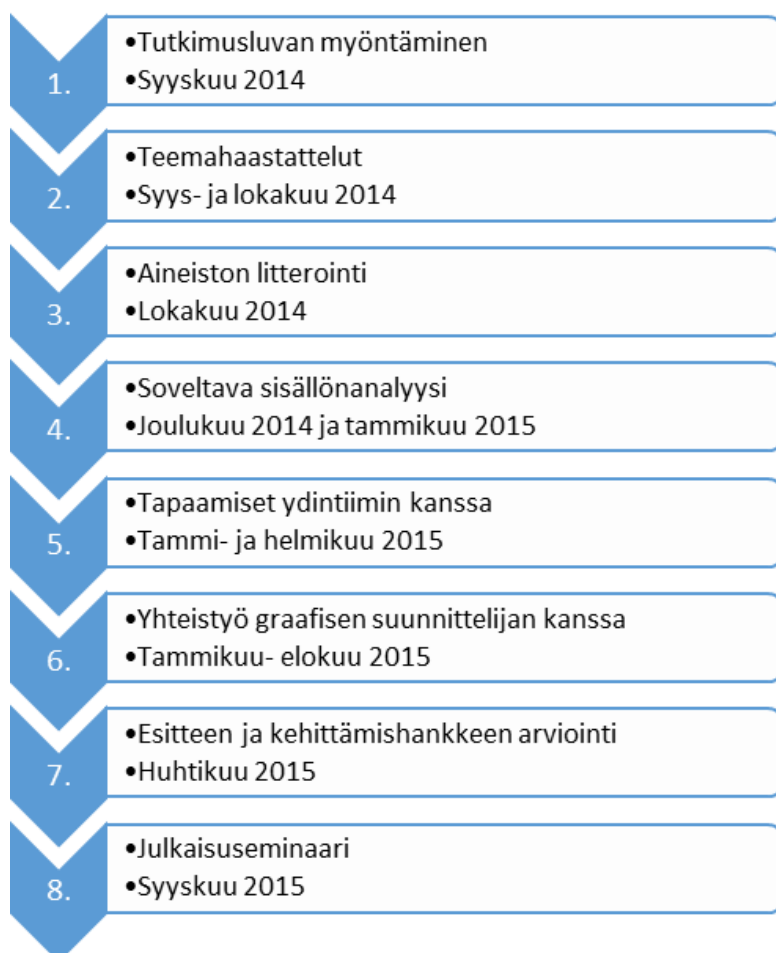 1.
•Tutkimusluvan myöntäminen
•Syyskuu 2014
2.
•Teemahaastattelut
•Syys- ja lokakuu 2014
3.
•Aineiston litterointi
•Lokakuu 2014
4.
•Soveltava sisällönanalyysi
•Joulukuu 2014 ja tammikuu 2015
5.
•Tapaamiset ydintiimin kanssa
•Tammi- ja helmikuu 2015
6.
•Yhteistyö graafisen suunnittelijan kanssa
•Tammikuu- elokuu 2015
7.
•Esitteen ja kehittämishankkeen arviointi
•Huhtikuu 2015
8.
•Julkaisuseminaari
•Syyskuu 2015